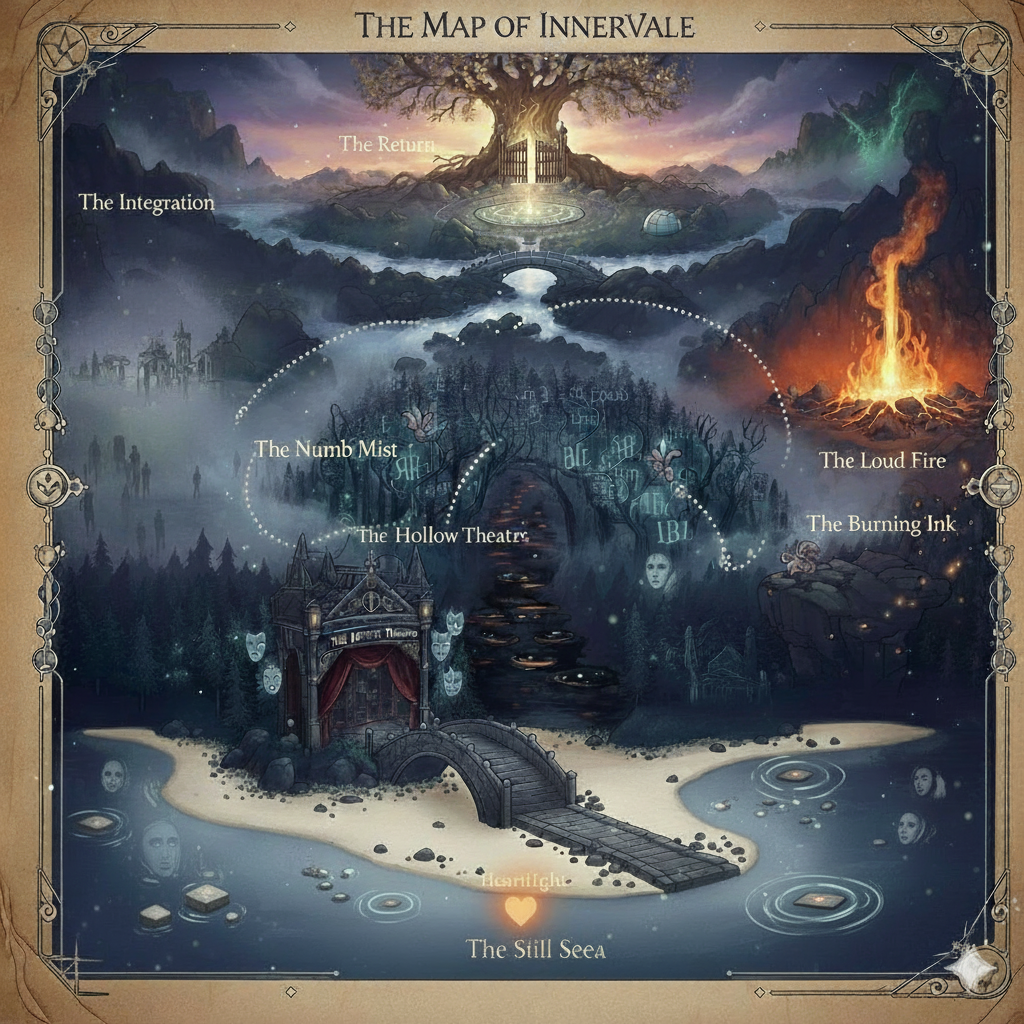 The Map of InnerVale
The Return
The Integration
The Numb Mist
The Loud Fire
The Burning Ink
The Hollow Theatr
The Still Seea